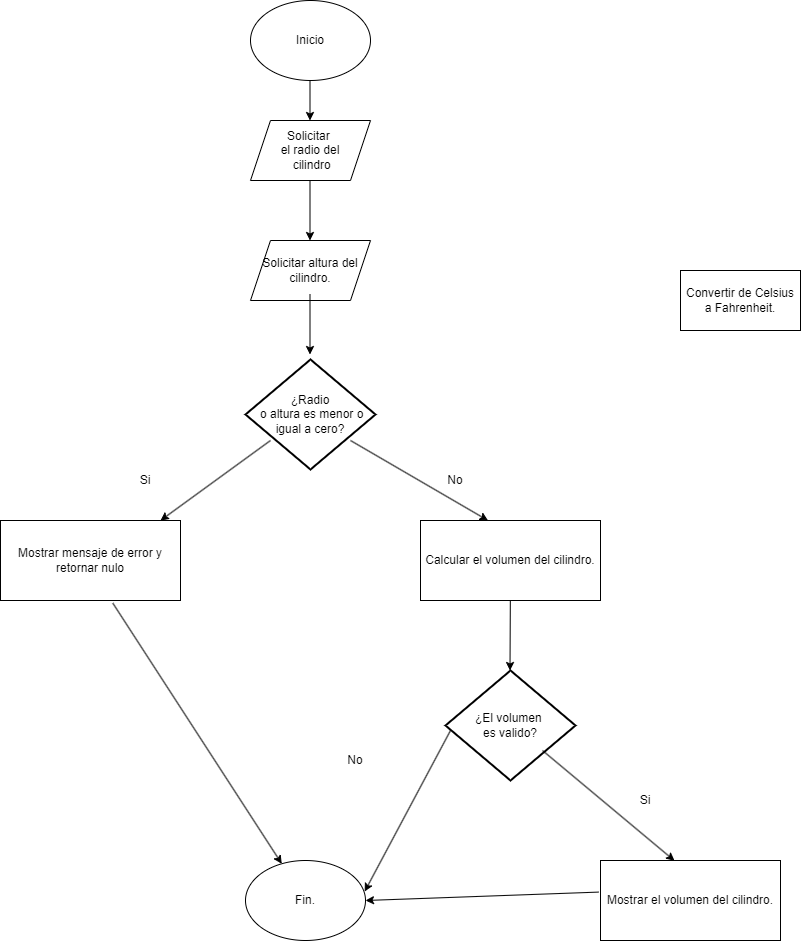 Inicio
Solicitar
el radio del
cilindro
Solicitar altura del
cilindro.
Convertir de Celsius
a Fahrenheit.
¿Radio
o altura es menor o
igual a cero?
Si
No
Mostrar mensaje de error y
retornar nulo
Calcular el volumen del cilindro.
¿El volumen
es valido?
No
Si
Fin.
Mostrar el volumen del cilindro.